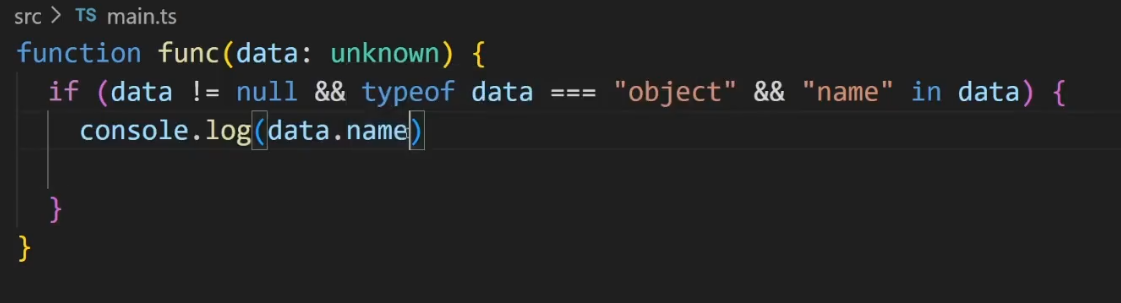 src > TS main.ts
function func(data: unknown) {
  if (data != null && typeof data === "object" && "name" in data) {
    console.log(data.name)
  }
}